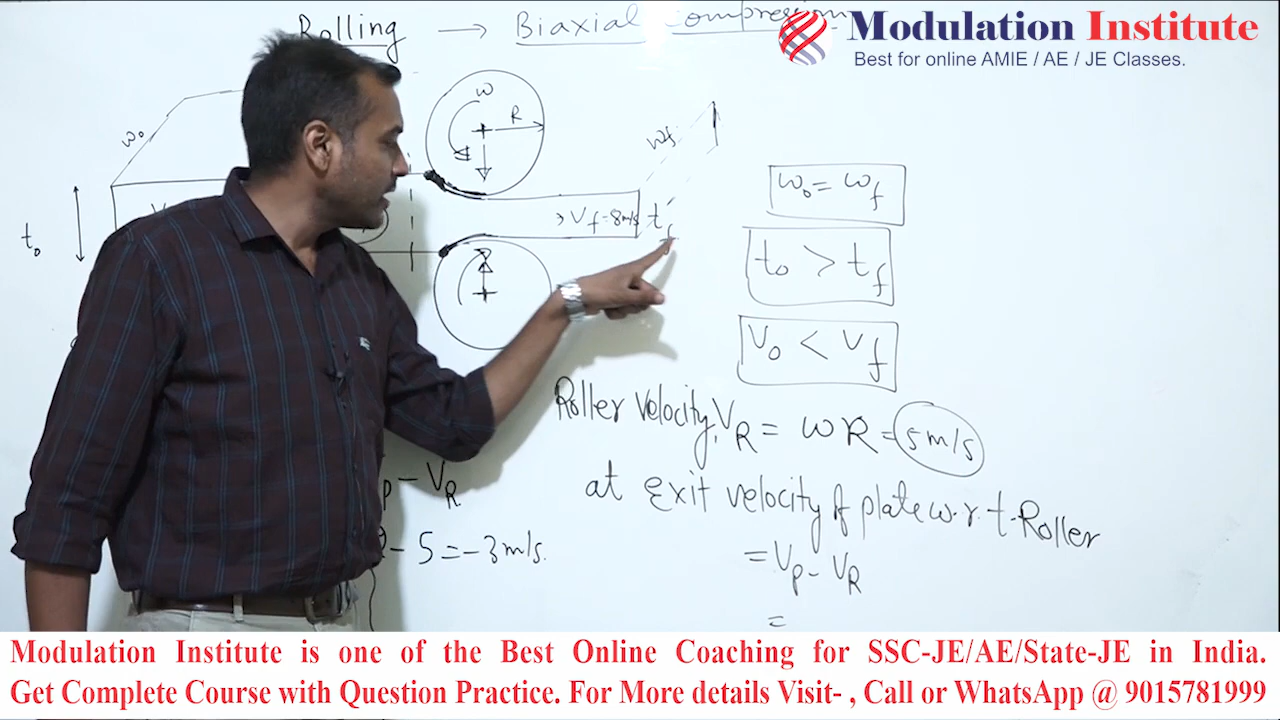 Rolling → Biaxial Compression
Modulation Institute
Best for online AMIE / AE / JE Classes.
ω
R
w₀
wf
t₀
Vf = 8m/s
tf
w₀ = wf
t₀ > tf
V₀ < Vf
Roller Velocity, VR = ωR = 5m/s
at exit velocity of plate w.r.t. Roller
= Vp - VR
=
p - VR
2 - 5 = -3m/s.
Modulation Institute is one of the Best Online Coaching for SSC-JE/AE/State-JE in India.
Get Complete Course with Question Practice. For More details Visit- , Call or WhatsApp @ 9015781999